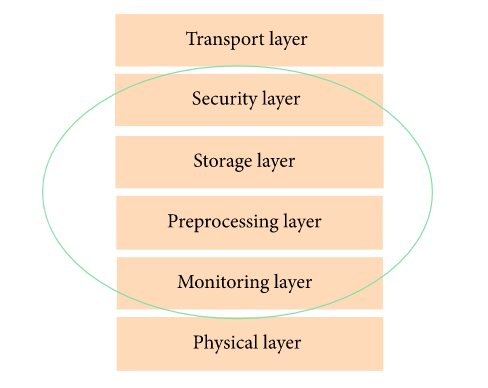 Transport layer
Security layer
Storage layer
Preprocessing layer
Monitoring layer
Physical layer